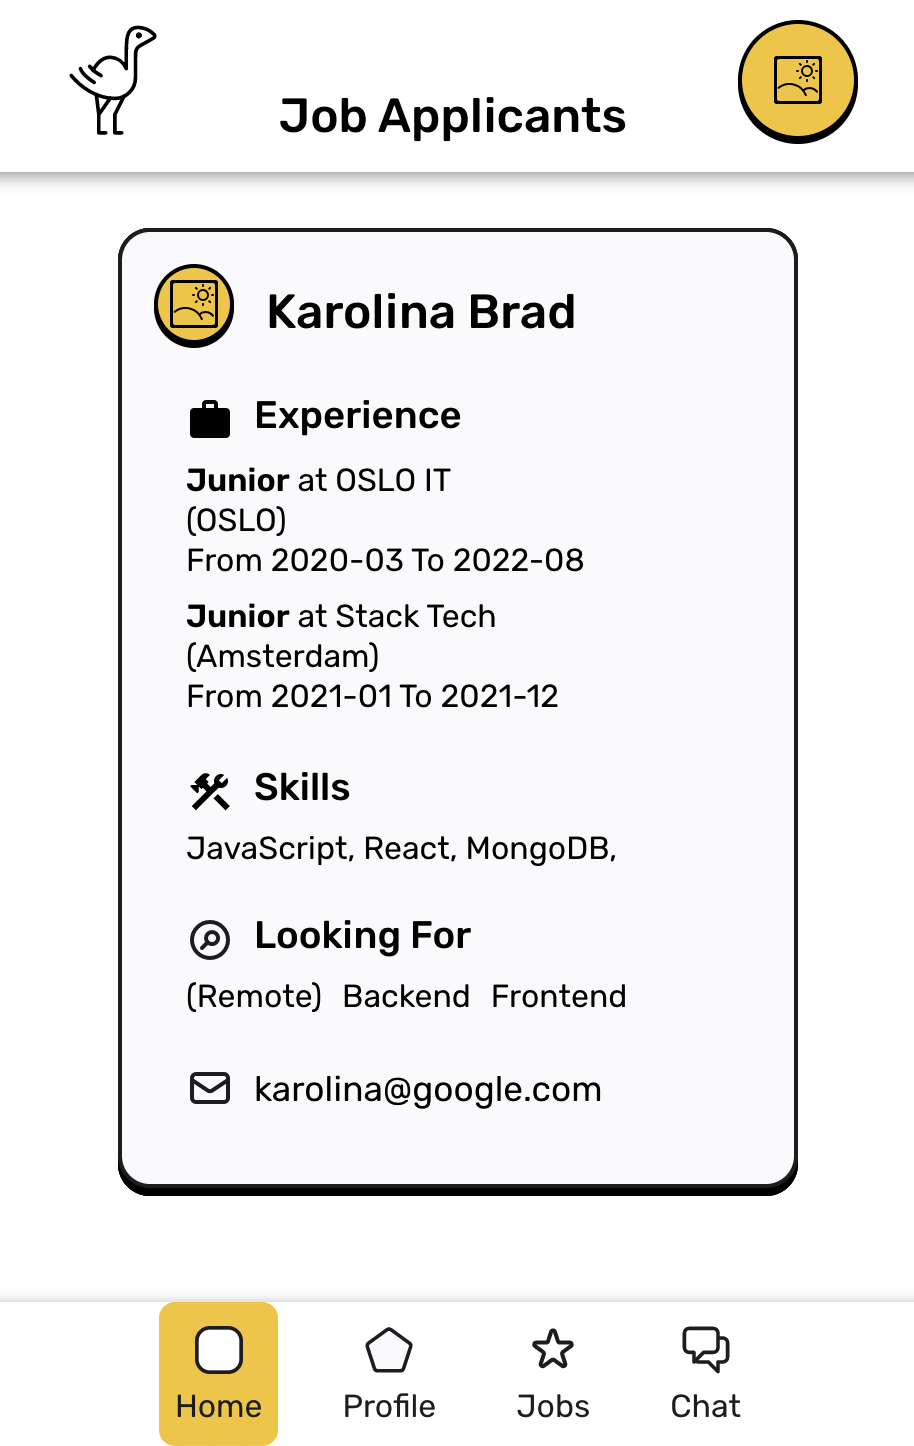 Job Applicants
Karolina Brad
Experience
Junior at OSLO IT
(OSLO)
From 2020-03 To 2022-08
Junior at Stack Tech
(Amsterdam)
From 2021-01 To 2021-12
Skills
JavaScript, React, MongoDB,
Looking For
(Remote) Backend Frontend
karolina@google.com
Home Profile Jobs Chat